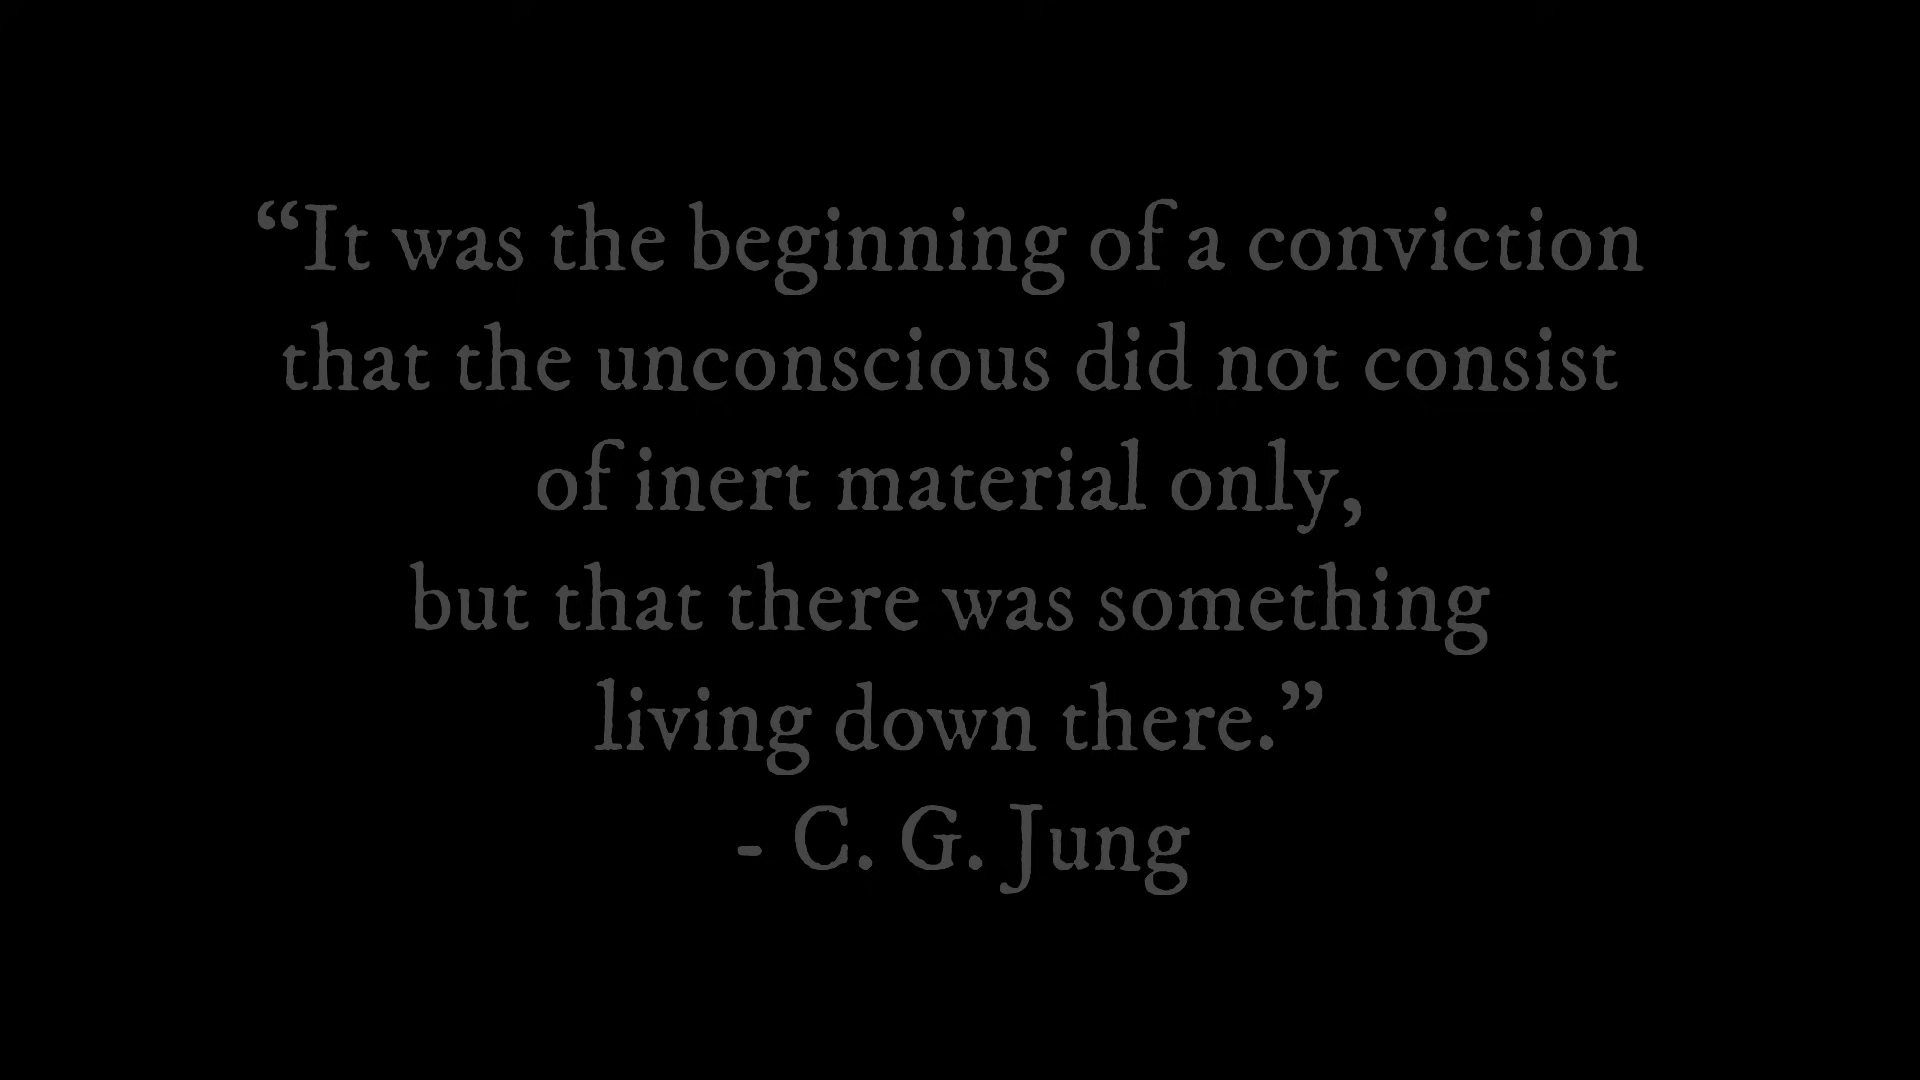 “It was the beginning of a conviction
that the unconscious did not consist
of inert material only,
but that there was something
living down there.”
- C. G. Jung